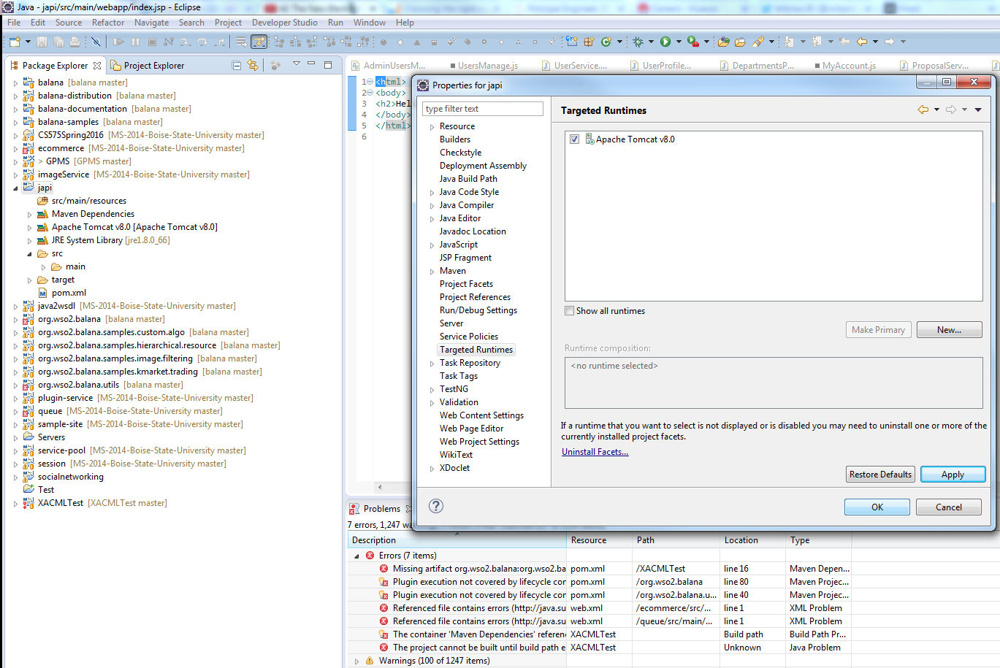 Java - japi/src/main/webapp/index.jsp - Eclipse
File Edit Source Refactor Navigate Search Project Developer Studio Run Window Help
Package Explorer
Project Explorer
balana [balana master]
balana-distribution [balana master]
balana-documentation [balana master]
balana-samples [balana master]
CS575Spring2016 [MS-2014-Boise-State-University master]
ecommerce [MS-2014-Boise-State-University master]
> GPMS [GPMS master]
imageService [MS-2014-Boise-State-University master]
japi
src/main/resources
Maven Dependencies
Apache Tomcat v8.0 [Apache Tomcat v8.0]
JRE System Library [jre1.8.0_66]
src
main
target
pom.xml
java2wsdl [MS-2014-Boise-State-University master]
org.wso2.balana [balana master]
org.wso2.balana.samples.custom.algo [balana master]
org.wso2.balana.samples.hierarchical.resource [balana master]
org.wso2.balana.samples.image.filtering [balana master]
org.wso2.balana.samples.kmarket.trading [balana master]
org.wso2.balana.utils [balana master]
plugin-service [MS-2014-Boise-State-University master]
queue [MS-2014-Boise-State-University master]
sample-site [MS-2014-Boise-State-University master]
Servers
service-pool [MS-2014-Boise-State-University master]
session [MS-2014-Boise-State-University master]
socialnetworking
Test
XACMLTest [XACMLTest master]
AdminUsersM... UsersManage.js UserService.... UserProfile... DepartmentsP... MyAccount.js ProposalServ...
1 <html>
2 <body>
3 <h2>Hel
4 </body>
5 </html>
6
Properties for japi
type filter text
Resource
Builders
Checkstyle
Deployment Assembly
Java Build Path
Java Code Style
Java Compiler
Java Editor
Javadoc Location
JavaScript
JSP Fragment
Maven
Project Facets
Project References
Run/Debug Settings
Server
Service Policies
Targeted Runtimes
Task Repository
Task Tags
TestNG
Validation
Web Content Settings
Web Page Editor
Web Project Settings
WikiText
XDoclet
Targeted Runtimes
Apache Tomcat v8.0
Show all runtimes
Make Primary
New...
Runtime composition:
<no runtime selected>
If a runtime that you want to select is not displayed or is disabled you may need to uninstall one or more of the
currently installed project facets.
Uninstall Facets...
Restore Defaults
Apply
?
OK
Cancel
Problems
7 errors, 1,247 wa
Description Resource Path Location Type
Errors (7 items)
Missing artifact org.wso2.balana:org.wso2.ba pom.xml /XACMLTest line 16 Maven Depen...
Plugin execution not covered by lifecycle con pom.xml /org.wso2.balana line 80 Maven Projec...
Plugin execution not covered by lifecycle con pom.xml /org.wso2.balana.u... line 40 Maven Projec...
Referenced file contains errors (http://java.su web.xml /ecommerce/src/... line 1 XML Problem
Referenced file contains errors (http://java.su web.xml /queue/src/main/... line 1 XML Problem
The container 'Maven Dependencies' referen XACMLTest Build path Build Path Pr...
The project cannot be built until build path e XACMLTest Unknown Java Problem
Warnings (100 of 1247 items)